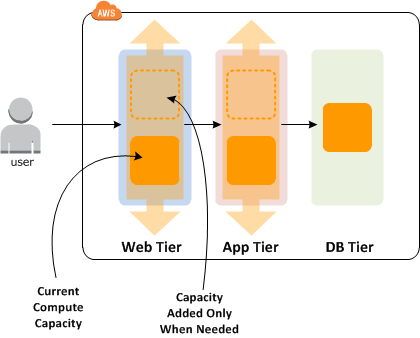 AWS
user
Web Tier
App Tier
DB Tier
Current
Compute
Capacity
Capacity
Added Only
When Needed